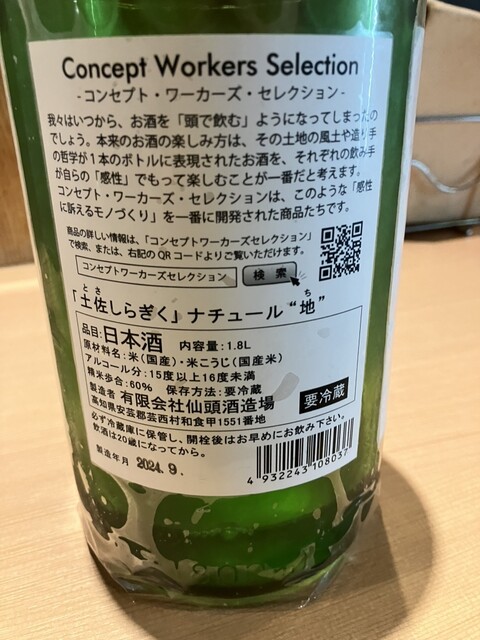 Concept Workers Selection
-コンセプト・ワーカーズ・セレクション-
我々はいつから、お酒を「頭で飲む」ようになってしまったの
でしょう。本来のお酒の楽しみ方は、その土地の風土や造り手
の哲学が1本のボトルに表現されたお酒を、それぞれの飲み手
が自らの「感性」でもって楽しむことが一番だと考えます。
コンセプト・ワーカーズ・セレクションは、このような「感性
に訴えるモノづくり」を一番に開発された商品たちです。
商品の詳しい情報は、「コンセプトワーカーズセレクション」
で検索、または、右記のQRコードよりご覧いただけます。
コンセプトワーカーズセレクション 検索
とさ ち
「土佐しらぎく」ナチュール“地”
品目:日本酒 内容量:1.8L
原材料名:米(国産)・米こうじ(国産米)
アルコール分:15度以上16度未満
精米歩合:60% 保存方法:要冷蔵
製造者 有限会社仙頭酒造場
高知県安芸郡芸西村和食甲1551番地
要冷蔵
必ず冷蔵庫に保管し、開栓後はお早めにお飲み下さい。
飲酒は20歳になってから。
製造年月 2024.9.
4932243108037